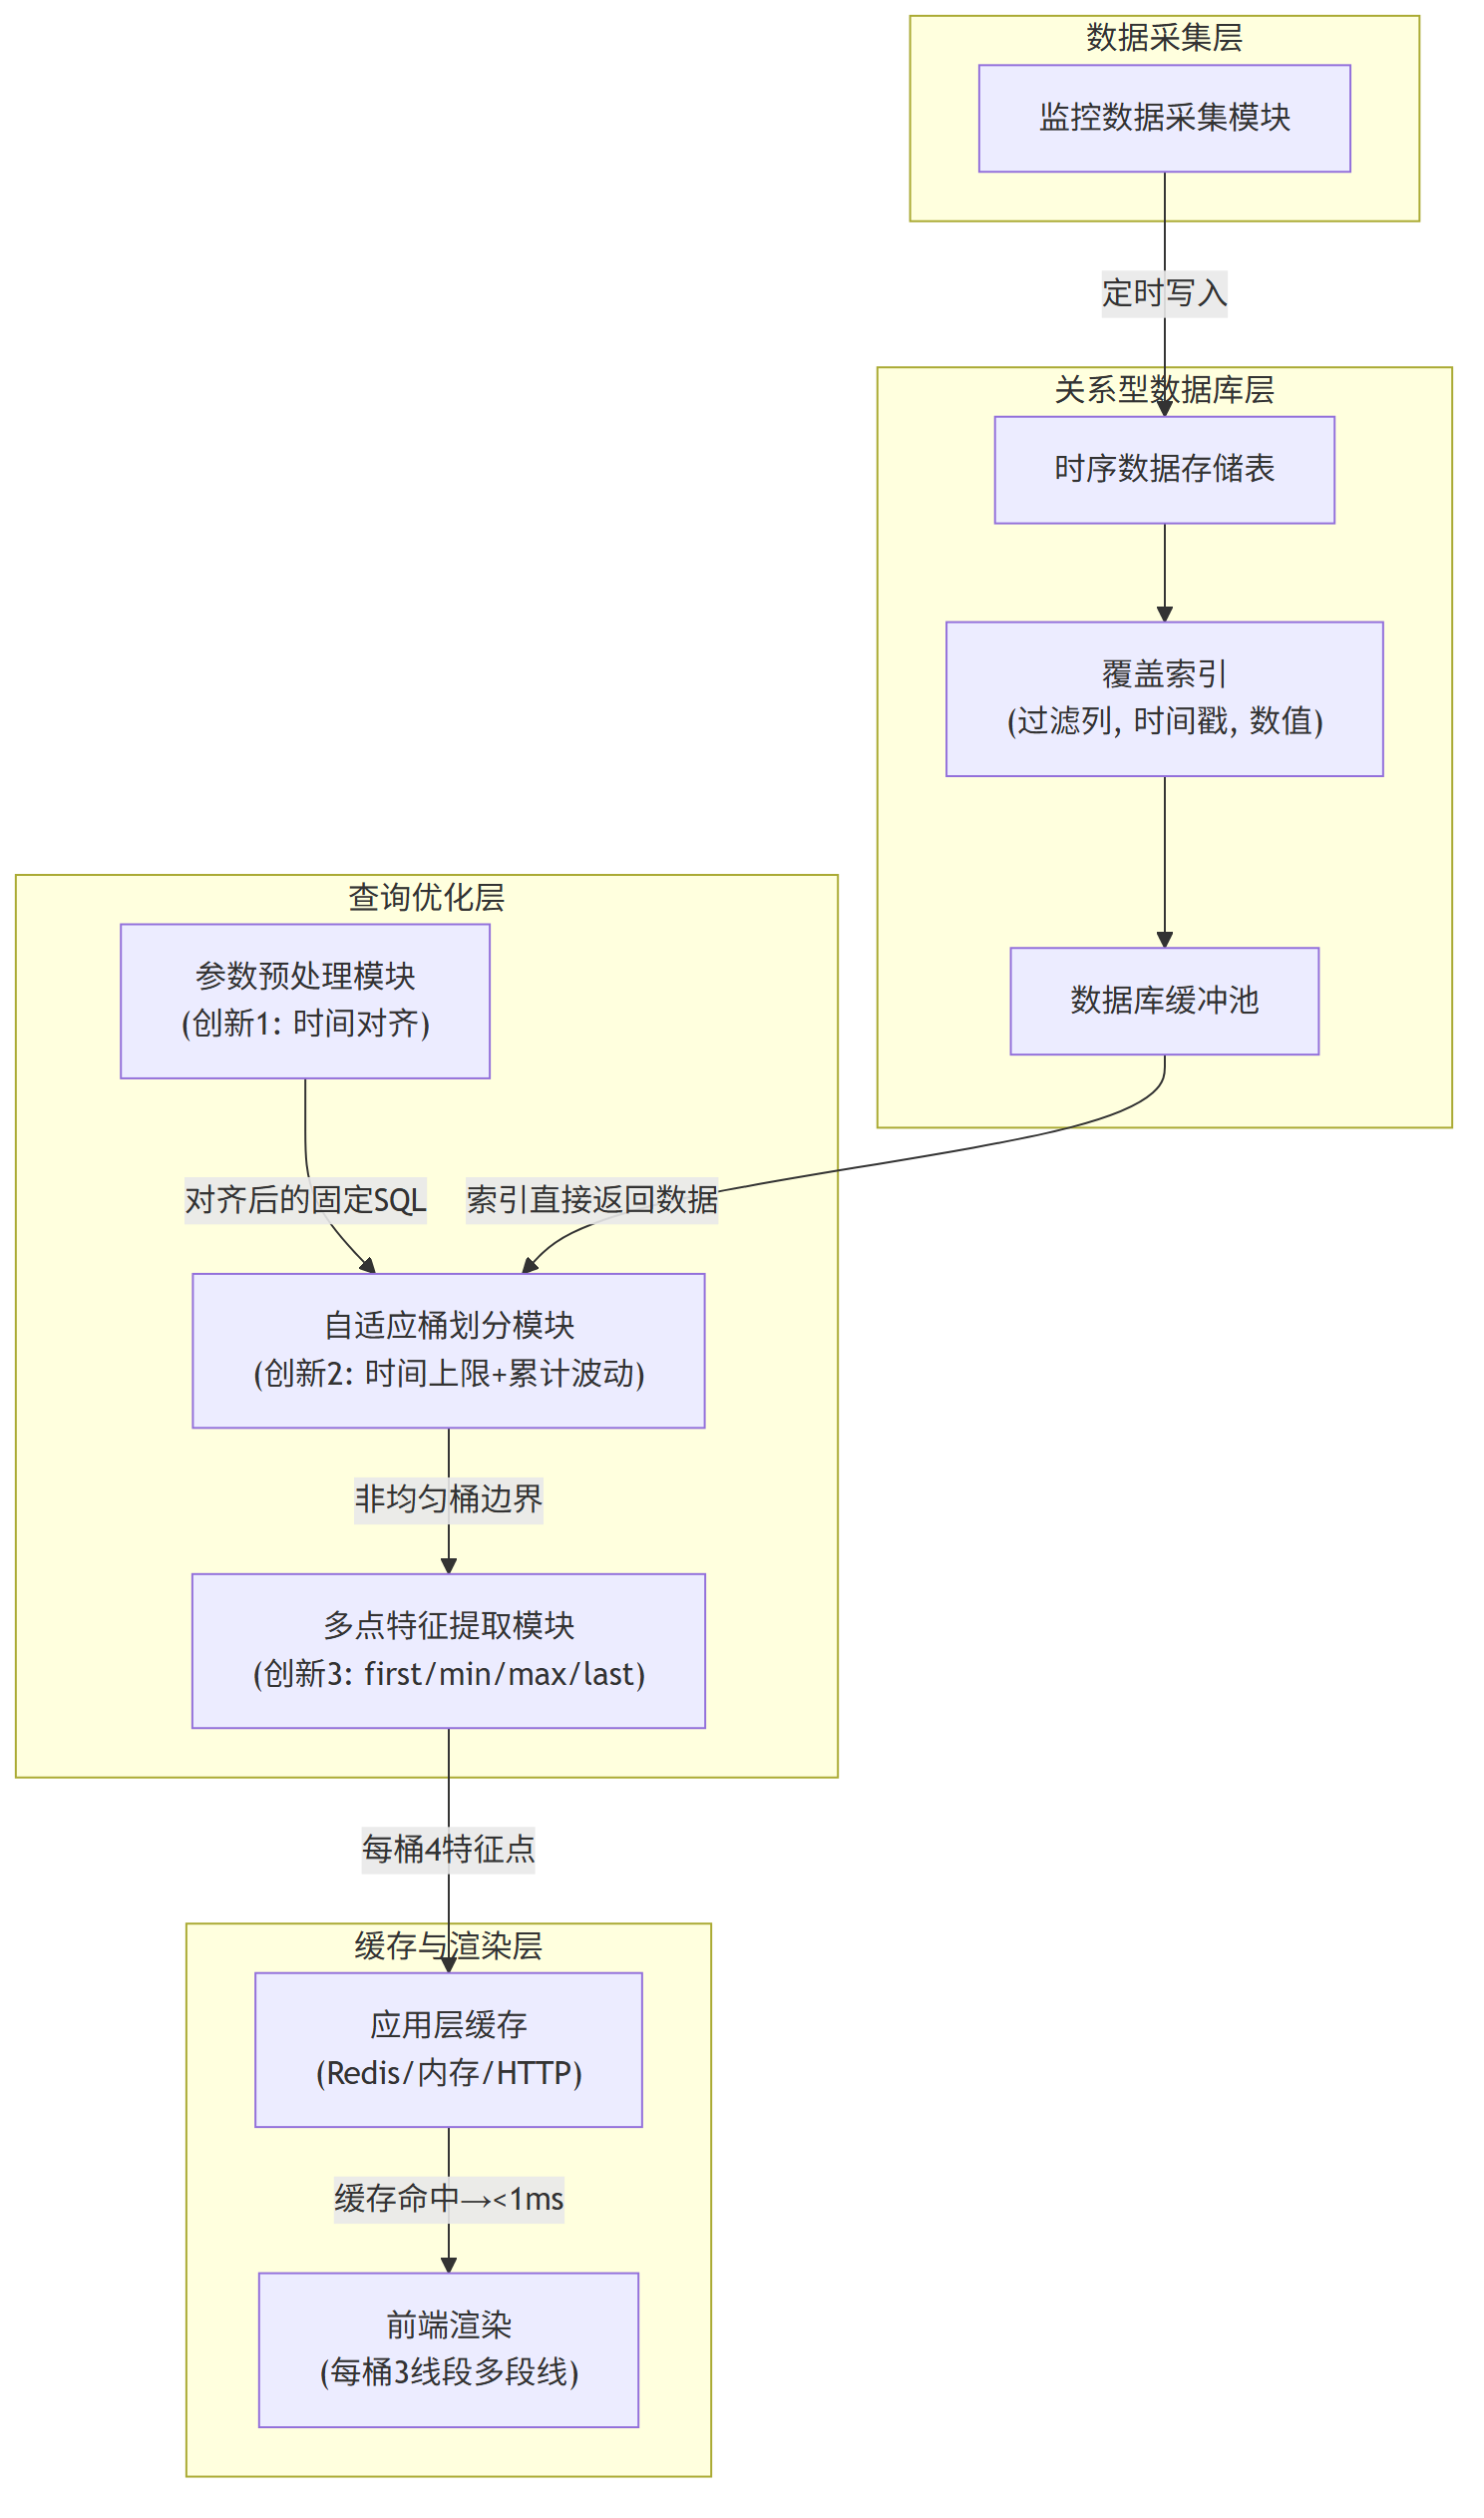 数据采集层
监控数据采集模块
定时写入
关系型数据库层
时序数据存储表
覆盖索引
(过滤列, 时间戳, 数值)
数据库缓冲池
查询优化层
参数预处理模块
(创新1: 时间对齐)
对齐后的固定SQL
索引直接返回数据
自适应桶划分模块
(创新2: 时间上限+累计波动)
非均匀桶边界
多点特征提取模块
(创新3: first/min/max/last)
每桶4特征点
缓存与渲染层
应用层缓存
(Redis/内存/HTTP)
缓存命中→<1ms
前端渲染
(每桶3线段多段线)